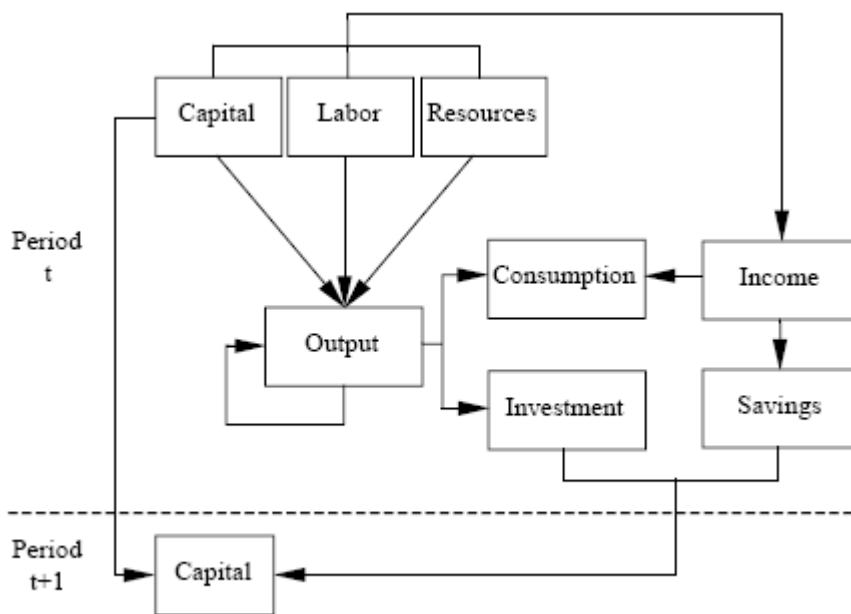 Capital
Labor
Resources
Period
t
Consumption
Income
Output
Investment
Savings
Period
t+1
Capital